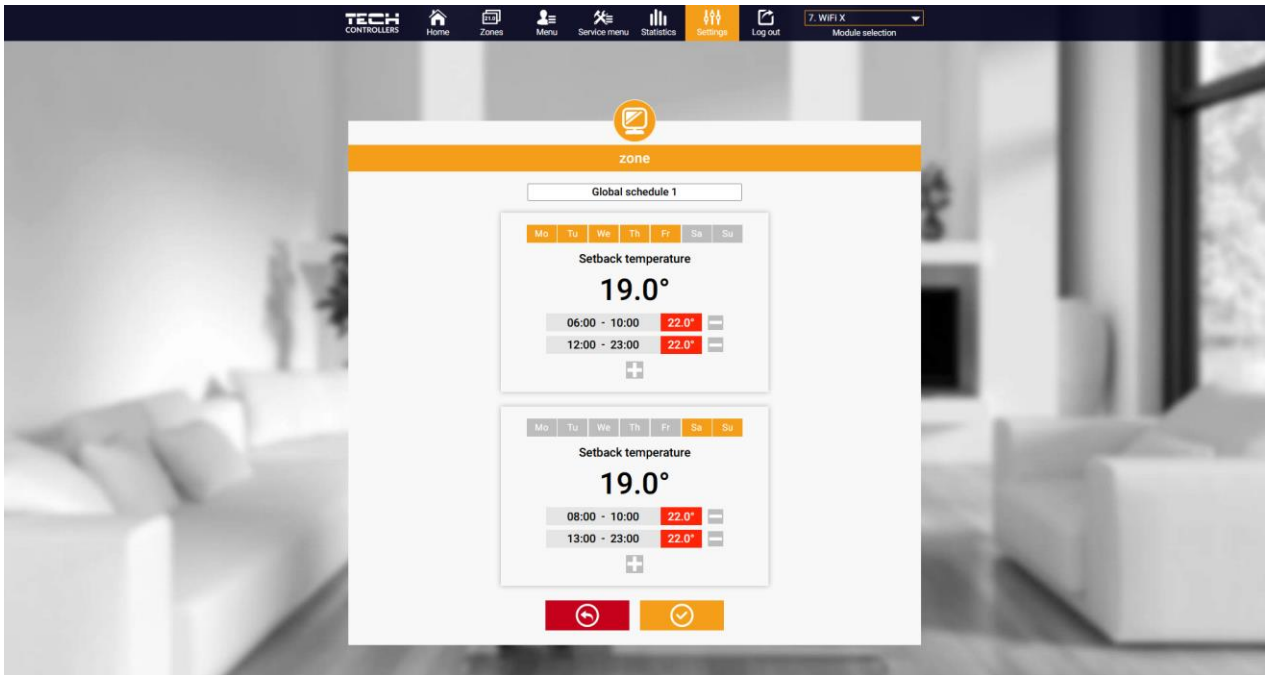 TECH
CONTROLLERS
Home
21.0
Zones
Menu
Service menu
Statistics
Settings
Log out
7. WiFi X
Module selection
zone
Global schedule 1
Mo Tu We Th Fr Sa Su
Setback temperature
19.0°
06:00 - 10:00 22.0°
12:00 - 23:00 22.0°
Mo Tu We Th Fr Sa Su
Setback temperature
19.0°
08:00 - 10:00 22.0°
13:00 - 23:00 22.0°